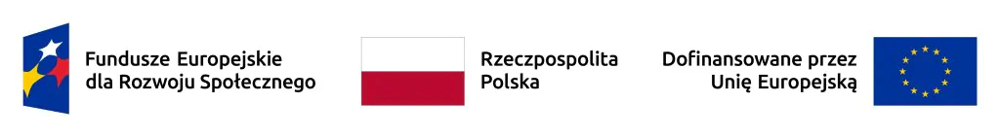 Fundusze Europejskie
dla Rozwoju Społecznego
Rzeczpospolita
Polska
Dofinansowane przez
Unię Europejską